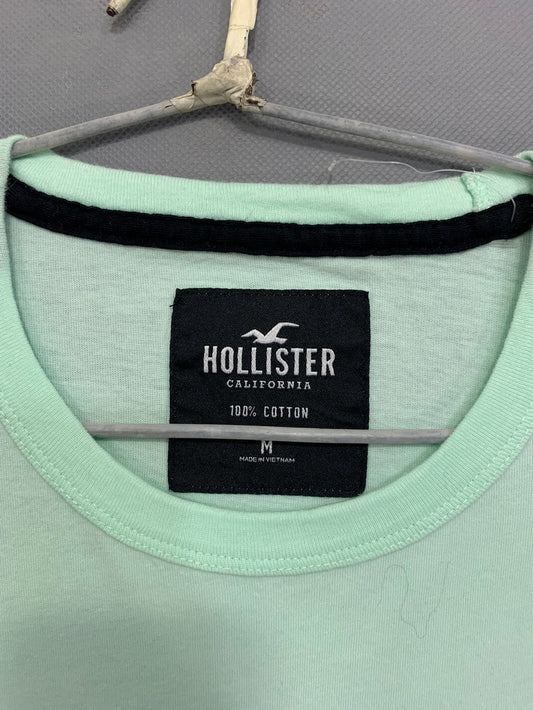 HOLLISTER
CALIFORNIA
100% COTTON
M
MADE IN VIETNAM